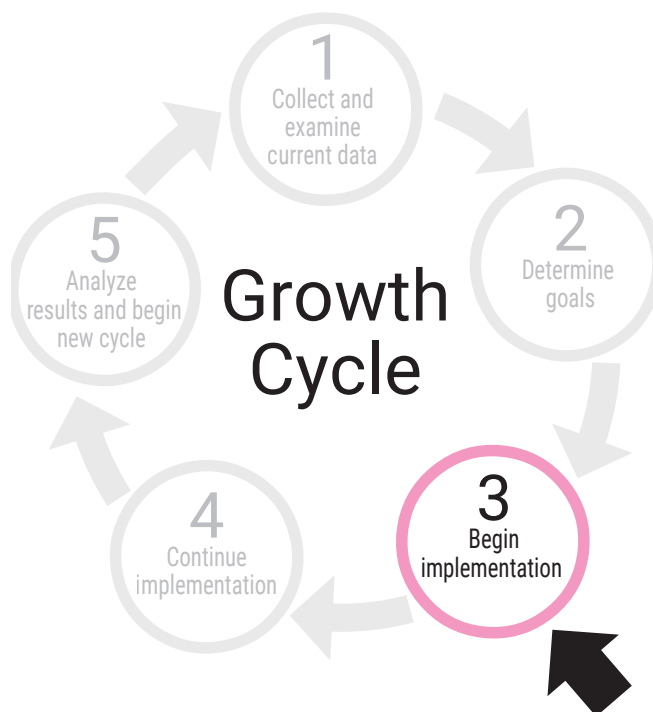 1
Collect and
examine
current data
2
Determine
goals
3
Begin
implementation
4
Continue
implementation
5
Analyze
results and begin
new cycle
Growth
Cycle